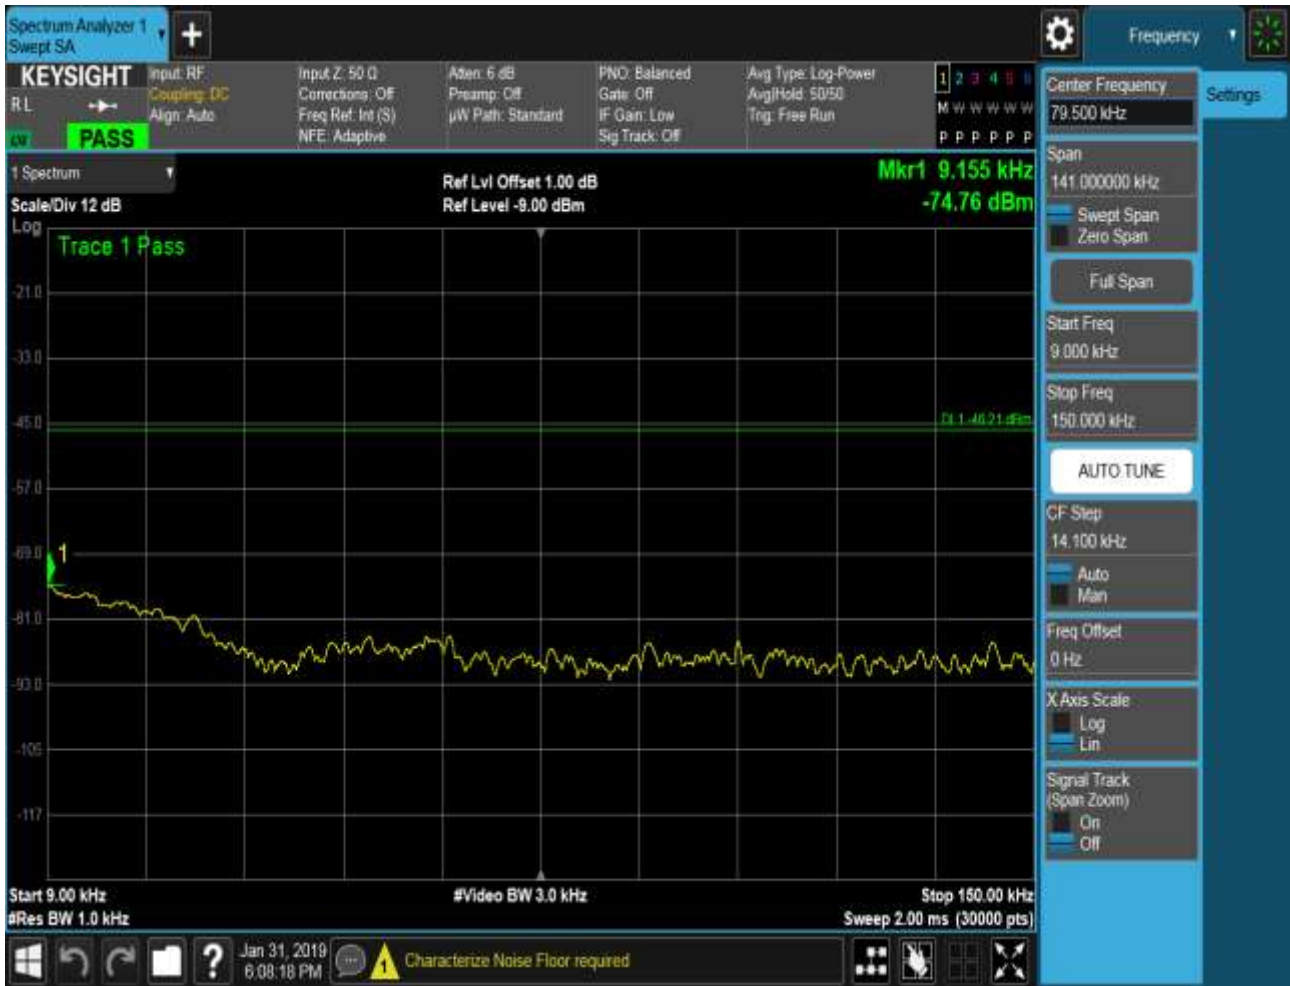 Spectrum Analyzer 1
Swept SA
+
Frequency
KEYSIGHT
RL
PASS
Input: RF
Coupling: DC
Align: Auto
Input Z: 50 Ω
Corrections: Off
Freq Ref: Int (S)
NFE: Adaptive
Atten: 6 dB
Preamp: Off
µW Path: Standard
PNO: Balanced
Gate: Off
IF Gain: Low
Sig Track: Off
Avg Type: Log-Power
Avg|Hold: 50/50
Trig: Free Run
1 2 3 4 5 6
M W W W W W
P P P P P P
1 Spectrum
Scale/Div 12 dB
Ref Lvl Offset 1.00 dB
Ref Level -9.00 dBm
Mkr1 9.155 kHz
-74.76 dBm
Log
Trace 1 Pass
-21.0
-33.0
-45.0
DL1 -46.21 dBm
-57.0
-69.0
1
-81.0
-93.0
-105
-117
Start 9.00 kHz
#Video BW 3.0 kHz
Stop 150.00 kHz
#Res BW 1.0 kHz
Sweep 2.00 ms (30000 pts)
?
Jan 31, 2019
6:08:18 PM
1
Characterize Noise Floor required
Center Frequency
79.500 kHz
Settings
Span
141.000000 kHz
Swept Span
Zero Span
Full Span
Start Freq
9.000 kHz
Stop Freq
150.000 kHz
AUTO TUNE
CF Step
14.100 kHz
Auto
Man
Freq Offset
0 Hz
X Axis Scale
Log
Lin
Signal Track
(Span Zoom)
On
Off